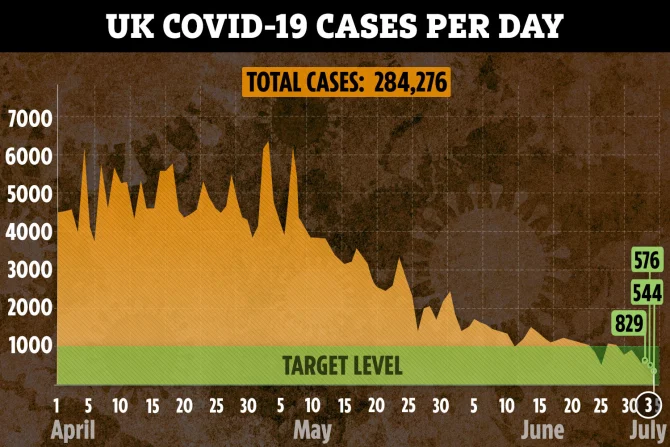 UK COVID-19 CASES PER DAY
TOTAL CASES: 284,276
7000
6000
5000
4000
3000
2000
1000
576
544
829
TARGET LEVEL
1 5 10 15 20 25 30 5 10 15 20 25 30 5 10 15 20 25 30 3
April May June July